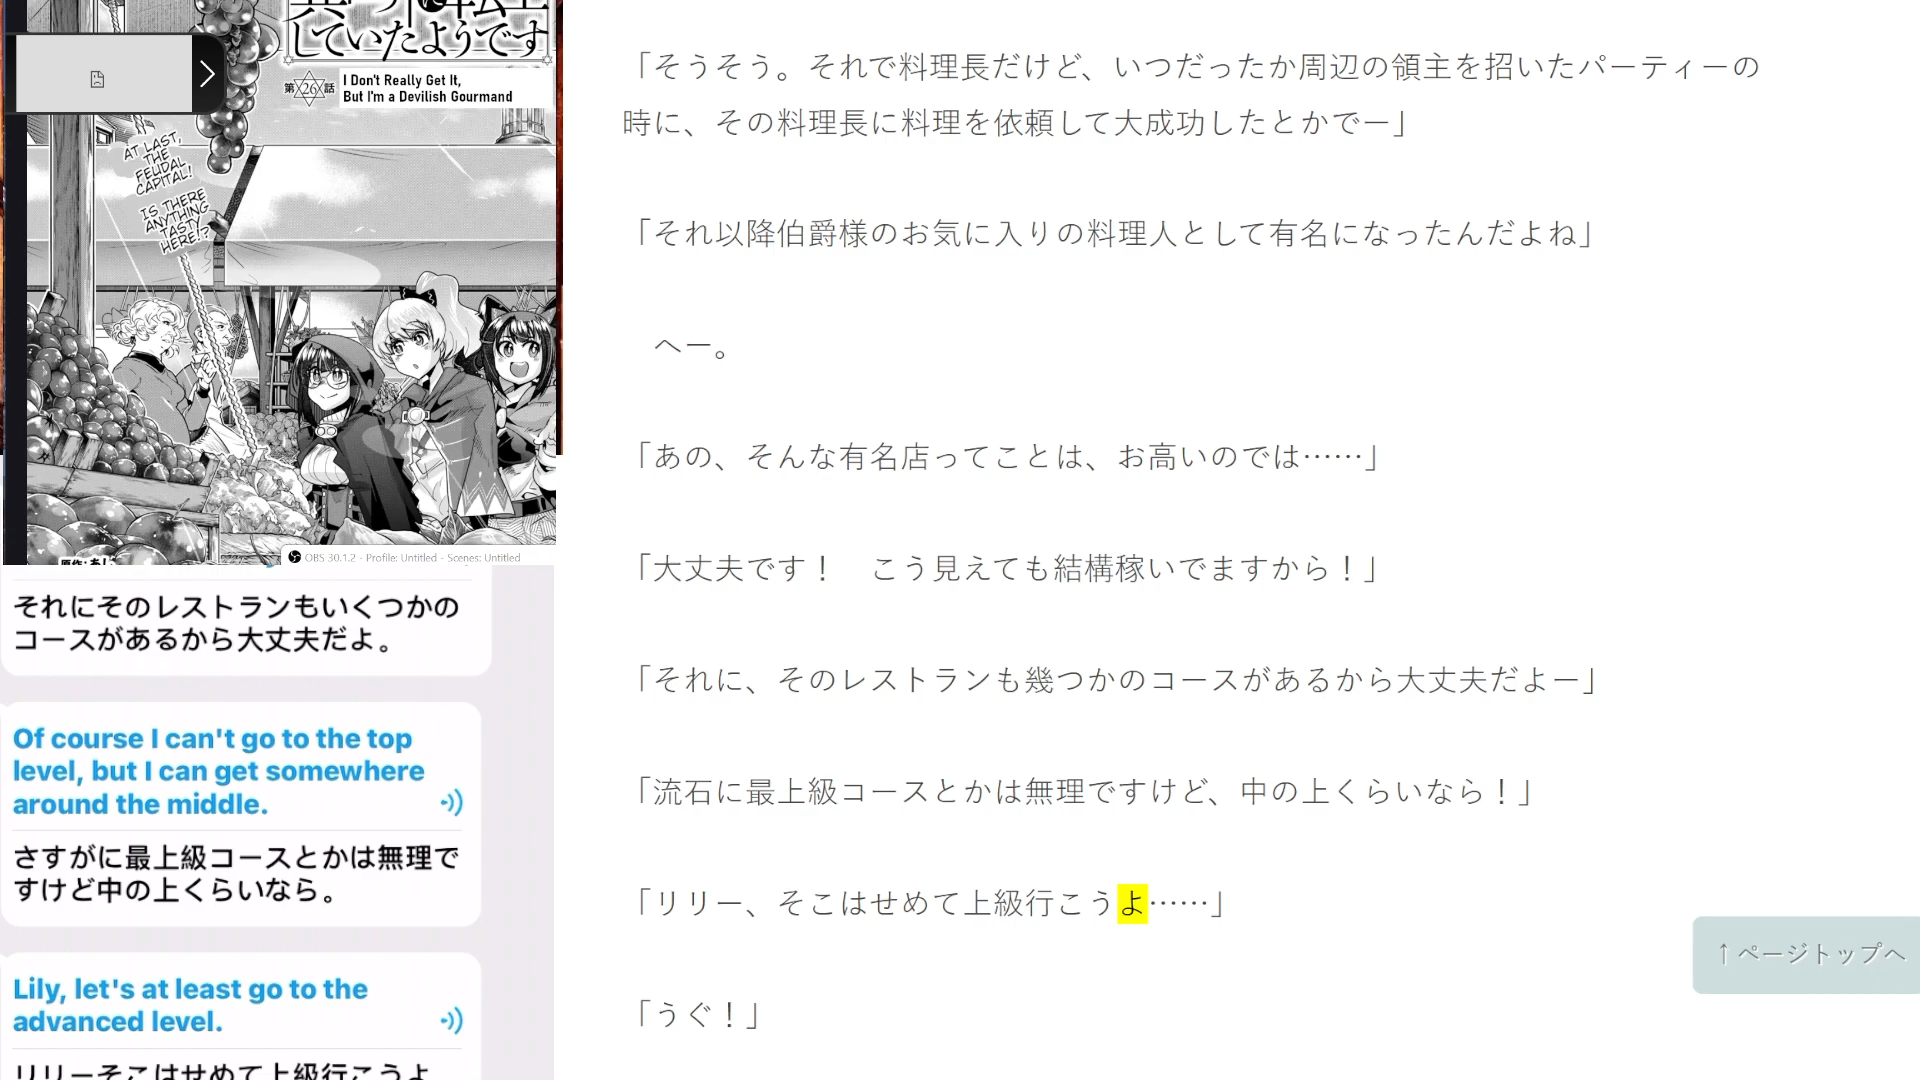 していたようです
第26話
I Don't Really Get It,
But I'm a Devilish Gourmand
AT LAST,
THE
FEUDAL
CAPITAL!
IS THERE
ANYTHING
TASTY
HERE!?
OBS 30.1.2 - Profile: Untitled - Scenes: Untitled
それにそのレストランもいくつかの
コースがあるから大丈夫だよ。
Of course I can't go to the top
level, but I can get somewhere
around the middle.
さすがに最上級コースとかは無理で
すけど中の上くらいなら。
Lily, let's at least go to the
advanced level.
リリーそこはせめて上級行こうよ
「そうそう。それで料理長だけど、いつだったか周辺の領主を招いたパーティーの
時に、その料理長に料理を依頼して大成功したとかでー」
「それ以降伯爵様のお気に入りの料理人として有名になったんだよね」
へー。
「あの、そんな有名店ってことは、お高いのでは……」
「大丈夫です！　こう見えても結構稼いでますから！」
「それに、そのレストランも幾つかのコースがあるから大丈夫だよー」
「流石に最上級コースとかは無理ですけど、中の上くらいなら！」
「リリー、そこはせめて上級行こうよ……」
「うぐ！」
↑ページトップへ